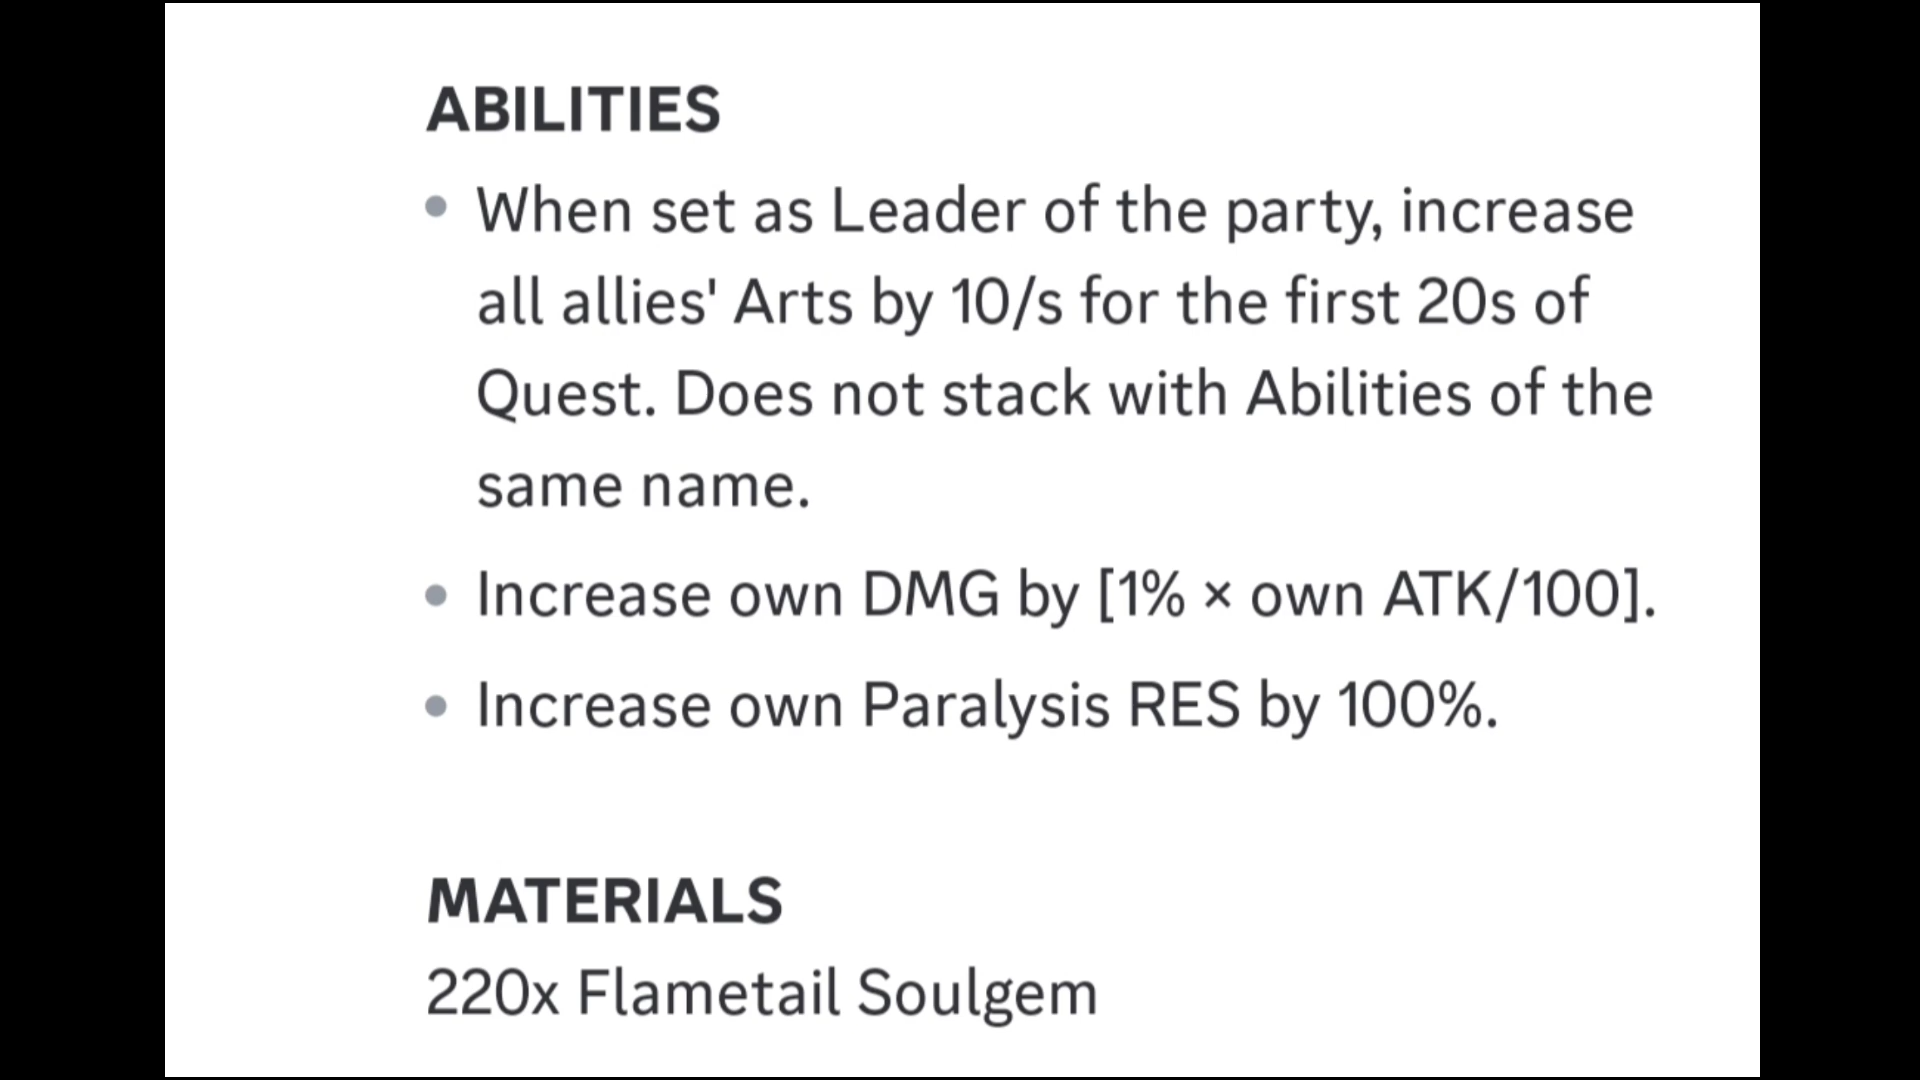 ABILITIES
• When set as Leader of the party, increase
all allies' Arts by 10/s for the first 20s of
Quest. Does not stack with Abilities of the
same name.
• Increase own DMG by [1% × own ATK/100].
• Increase own Paralysis RES by 100%.
MATERIALS
220x Flametail Soulgem